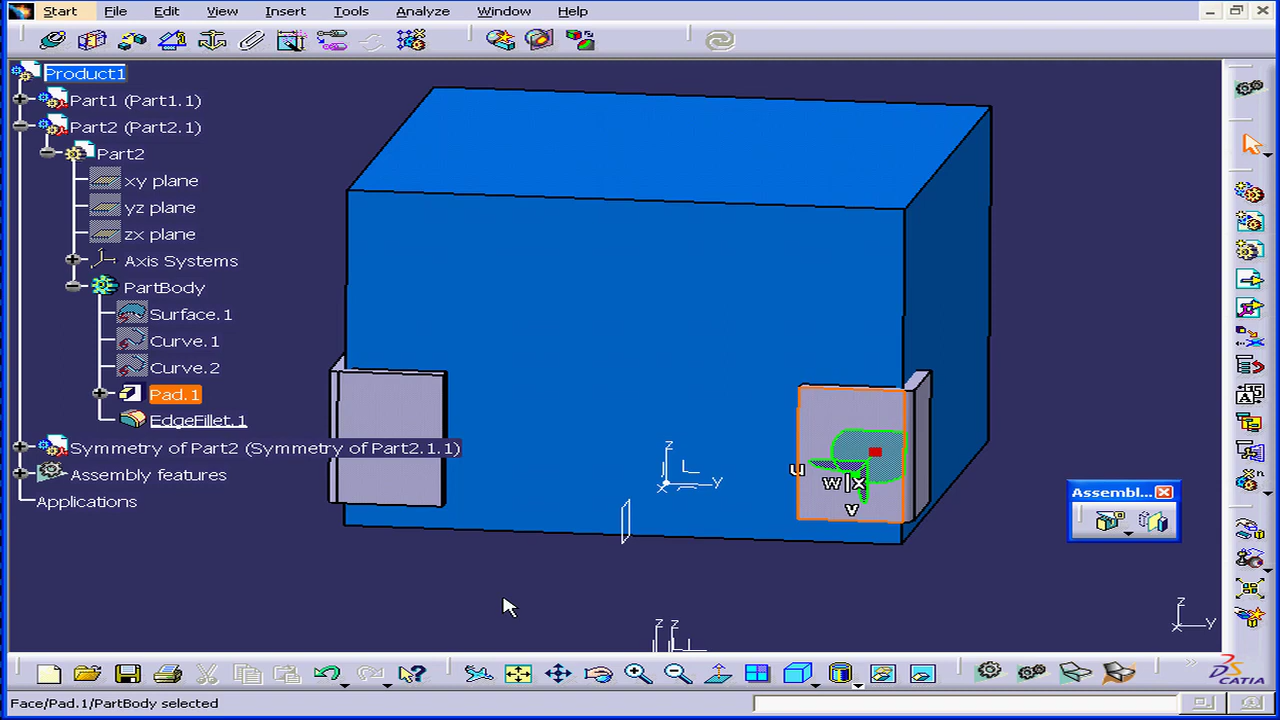 Start File Edit View Insert Tools Analyze Window Help
Product1
Part1 (Part1.1)
Part2 (Part2.1)
Part2
xy plane
yz plane
zx plane
Axis Systems
PartBody
Surface.1
Curve.1
Curve.2
Pad.1
EdgeFillet.1
Symmetry of Part2 (Symmetry of Part2.1.1)
Assembly features
Applications
z
x y
u
w|x
v
Assembl...
z z
z
x y
CATIA
Face/Pad.1/PartBody selected